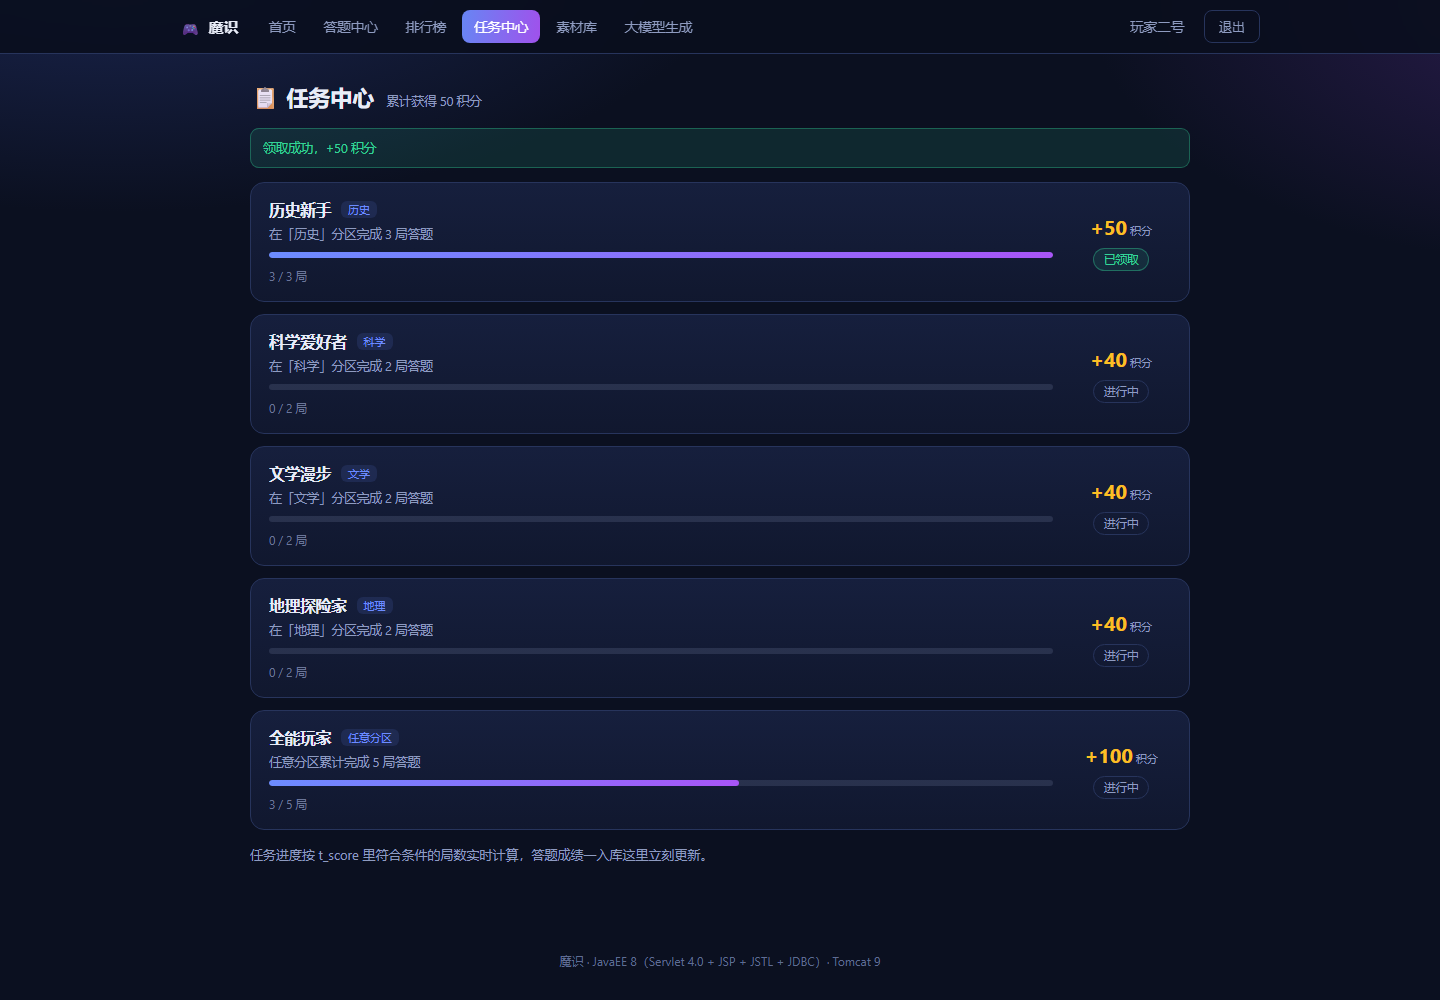 魔识 首页 答题中心 排行榜 任务中心 素材库 大模型生成 玩家二号 退出
任务中心 累计获得 50 积分
领取成功，+50 积分
历史新手 历史
在「历史」分区完成 3 局答题
3 / 3 局
+50 积分
已领取
科学爱好者 科学
在「科学」分区完成 2 局答题
0 / 2 局
+40 积分
进行中
文学漫步 文学
在「文学」分区完成 2 局答题
0 / 2 局
+40 积分
进行中
地理探险家 地理
在「地理」分区完成 2 局答题
0 / 2 局
+40 积分
进行中
全能玩家 任意分区
任意分区累计完成 5 局答题
3 / 5 局
+100 积分
进行中
任务进度按 t_score 里符合条件的局数实时计算，答题成绩一入库这里立刻更新。
魔识 · JavaEE 8（Servlet 4.0 + JSP + JSTL + JDBC）· Tomcat 9